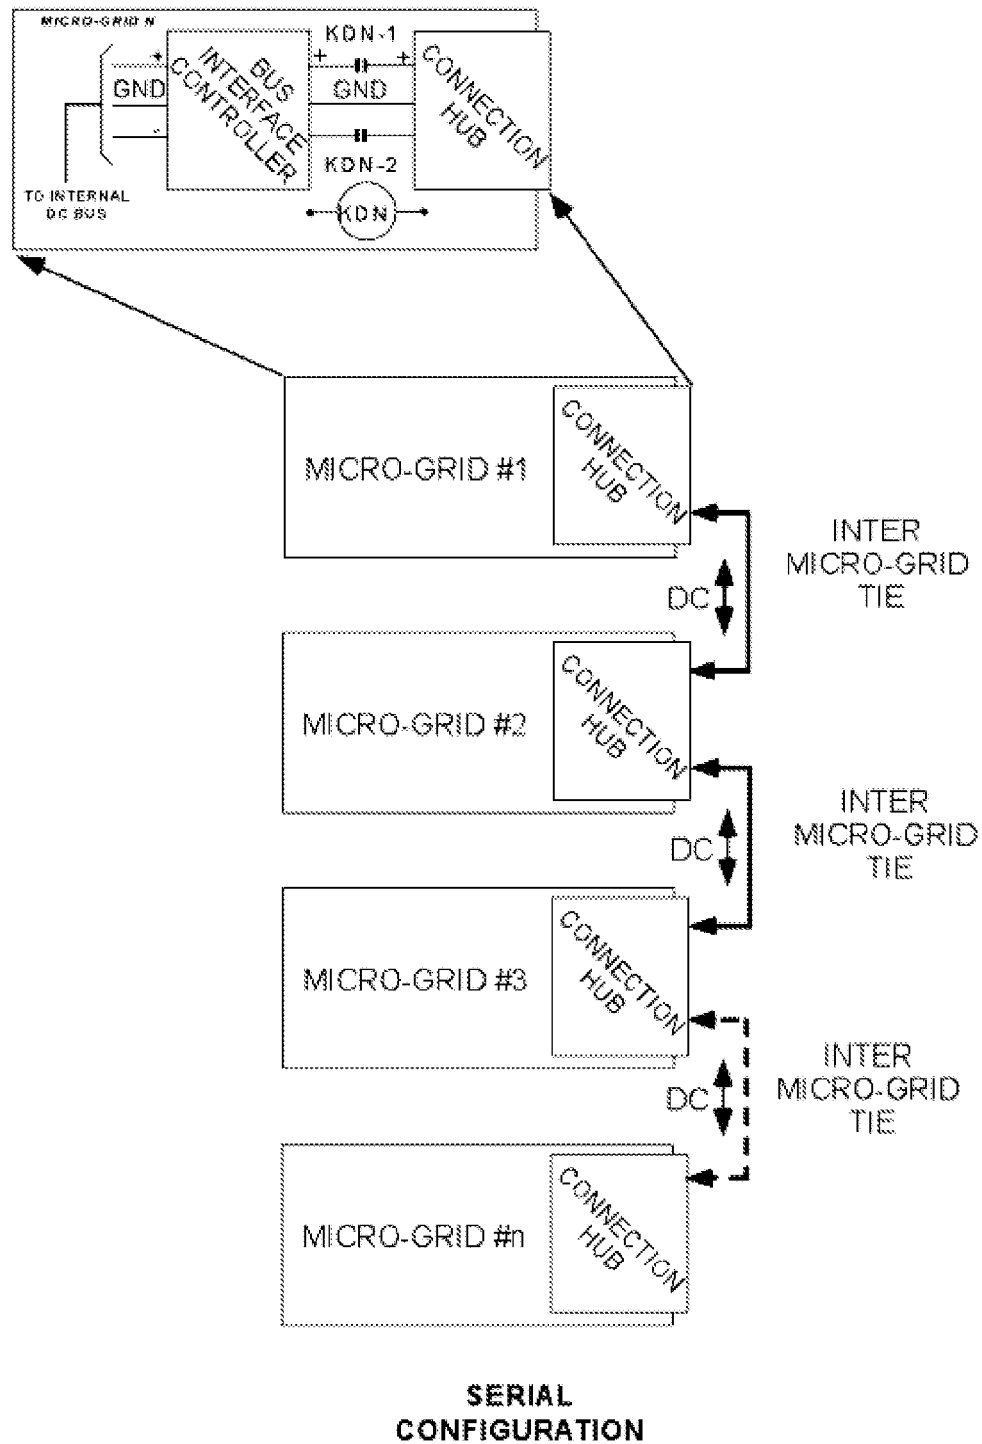 MICRO-GRID N
KDN-1
+
+
+
BUS
INTERFACE
CONTROLLER
CONNECTION
HUB
GND
GND
-
KDN-2
KDN
TO INTERNAL
DC BUS
MICRO-GRID #1
CONNECTION
HUB
INTER
MICRO-GRID
TIE
DC
MICRO-GRID #2
CONNECTION
HUB
INTER
MICRO-GRID
TIE
DC
MICRO-GRID #3
CONNECTION
HUB
INTER
MICRO-GRID
TIE
DC
MICRO-GRID #n
CONNECTION
HUB
SERIAL
CONFIGURATION